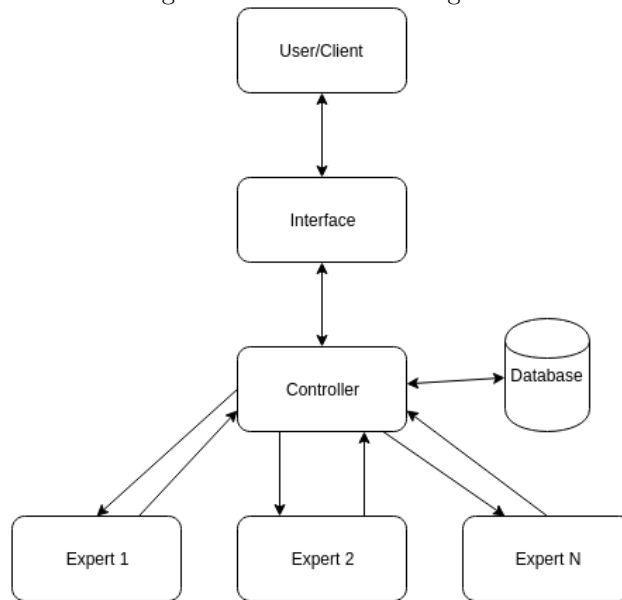 User/Client
Interface
Controller
Database
Expert 1
Expert 2
Expert N